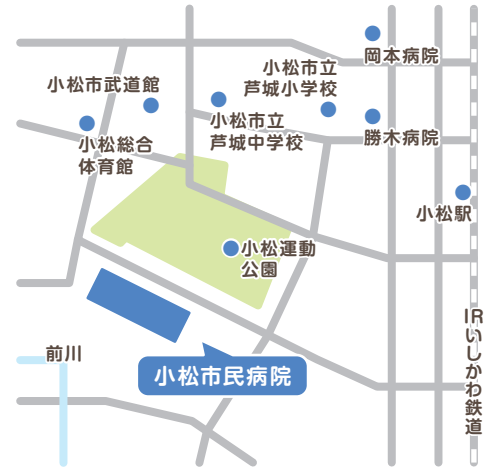 岡本病院
小松市立
芦城小学校
小松市武道館
小松市立
芦城中学校
勝木病院
小松総合
体育館
小松駅
小松運動
公園
IRいしかわ鉄道
前川
小松市民病院